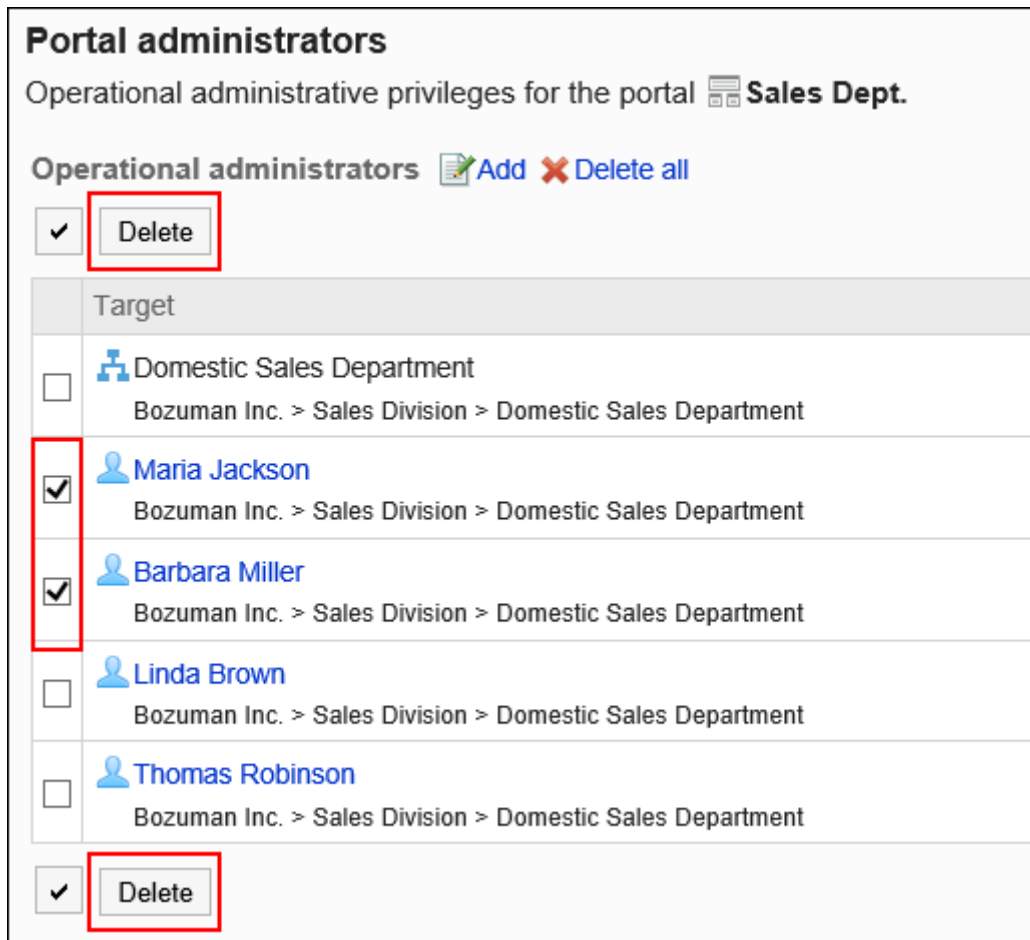 Portal administrators
Operational administrative privileges for the portal Sales Dept.
Operational administrators Add Delete all
Delete
Target
Domestic Sales Department
Bozuman Inc. > Sales Division > Domestic Sales Department
Maria Jackson
Bozuman Inc. > Sales Division > Domestic Sales Department
Barbara Miller
Bozuman Inc. > Sales Division > Domestic Sales Department
Linda Brown
Bozuman Inc. > Sales Division > Domestic Sales Department
Thomas Robinson
Bozuman Inc. > Sales Division > Domestic Sales Department
Delete